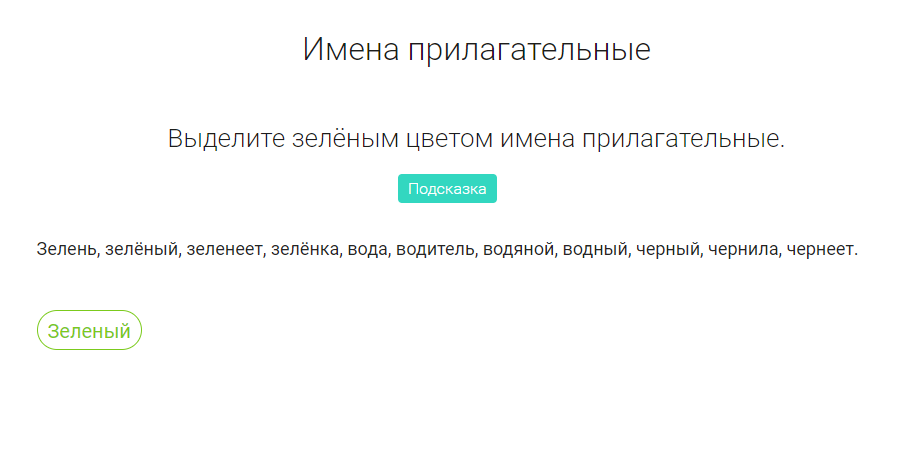 Имена прилагательные
Выделите зелёным цветом имена прилагательные.
Подсказка
Зелень, зелёный, зеленеет, зелёнка, вода, водитель, водяной, водный, черный, чернила, чернеет.
Зеленый